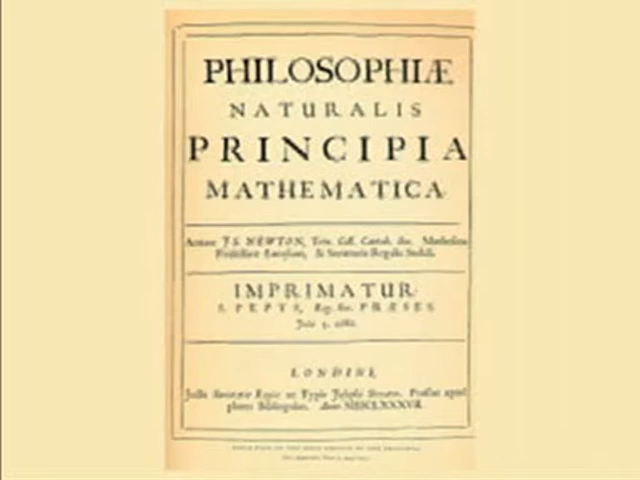 PHILOSOPHIÆ
NATURALIS
PRINCIPIA
MATHEMATICA
Autore J S. NEWTON, Trin. Coll. Cantab. Soc. Matheseos
Professore Lucasiano, & Societatis Regalis Sodali.
IMPRIMATUR
S. PEPYS, Reg. Soc. PRÆSES.
Julii 5. 1686.
LONDINI,
Jussu Societatis Regiæ ac Typis Josephi Streater. Prostat apud
plures Bibliopolas. Anno MDCLXXXVII.